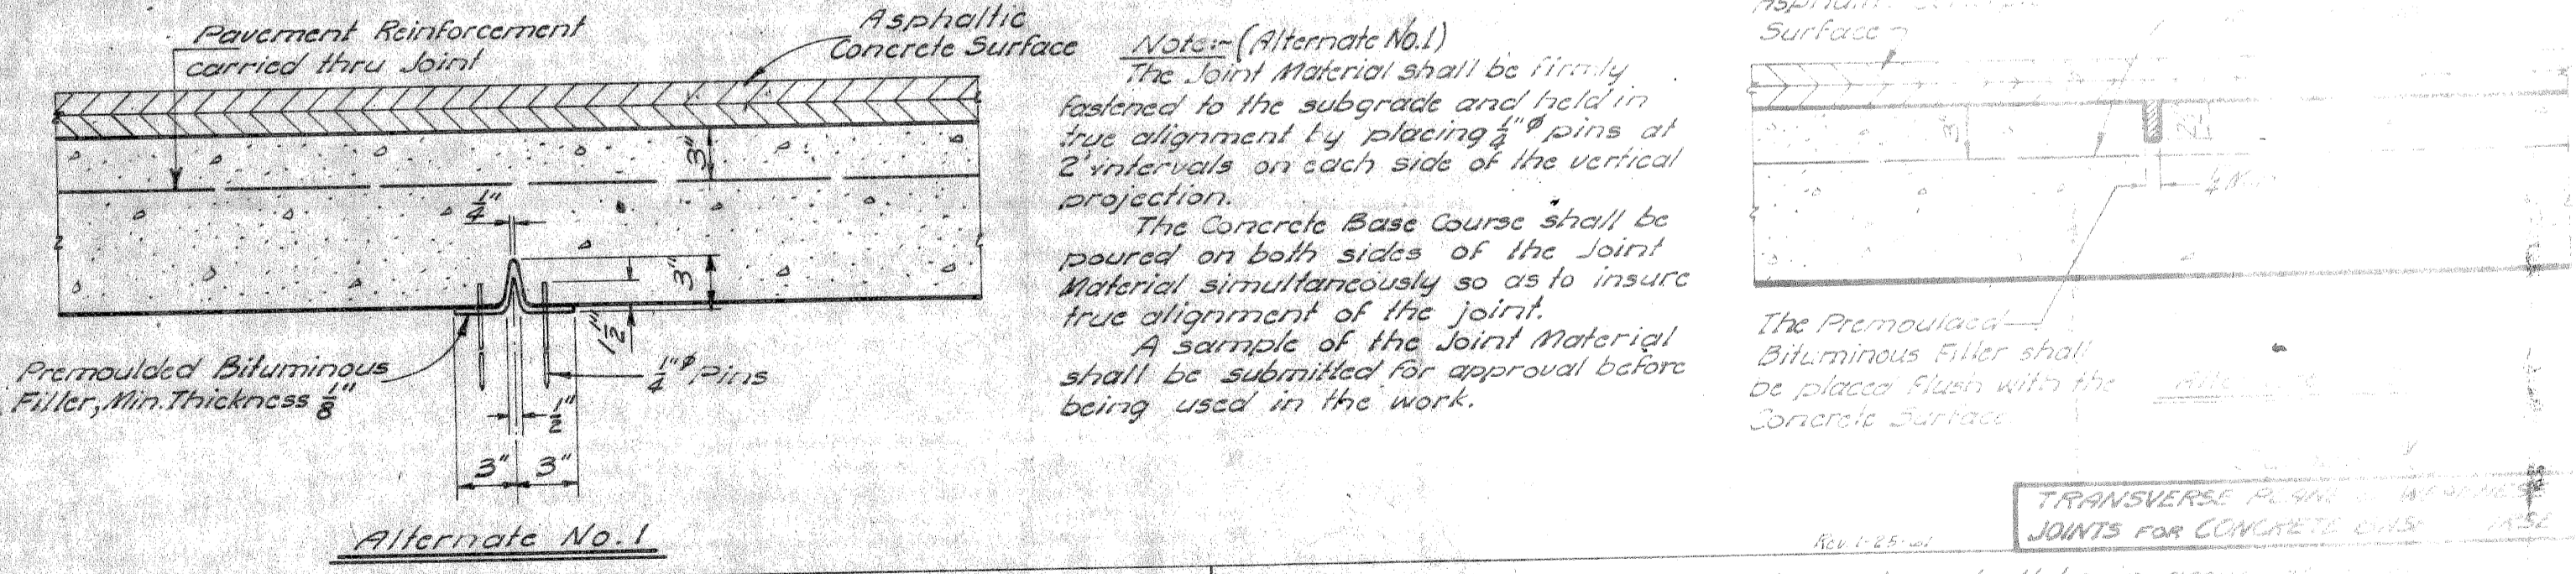 Pavement Reinforcement
carried thru Joint
Asphaltic
Concrete Surface
3"
1/4"
3"
1 1/2"
Premoulded Bituminous
Filler, Min. Thickness 1/8"
1/4"φ Pins
1/2"
3" 3"
Alternate No. 1
Note:- (Alternate No. 1)
The Joint Material shall be firmly
fastened to the subgrade and held in
true alignment by placing 1/4"φ pins at
2' intervals on each side of the vertical
projection.
The Concrete Base Course shall be
poured on both sides of the Joint
Material simultaneously so as to insure
true alignment of the joint.
A sample of the Joint Material
shall be submitted for approval before
being used in the work.
Surface
3"
The Premoulded
Bituminous Filler shall
be placed flush with the
Concrete Surface
TRANSVERSE PLANE
JOINTS FOR CONCRETE